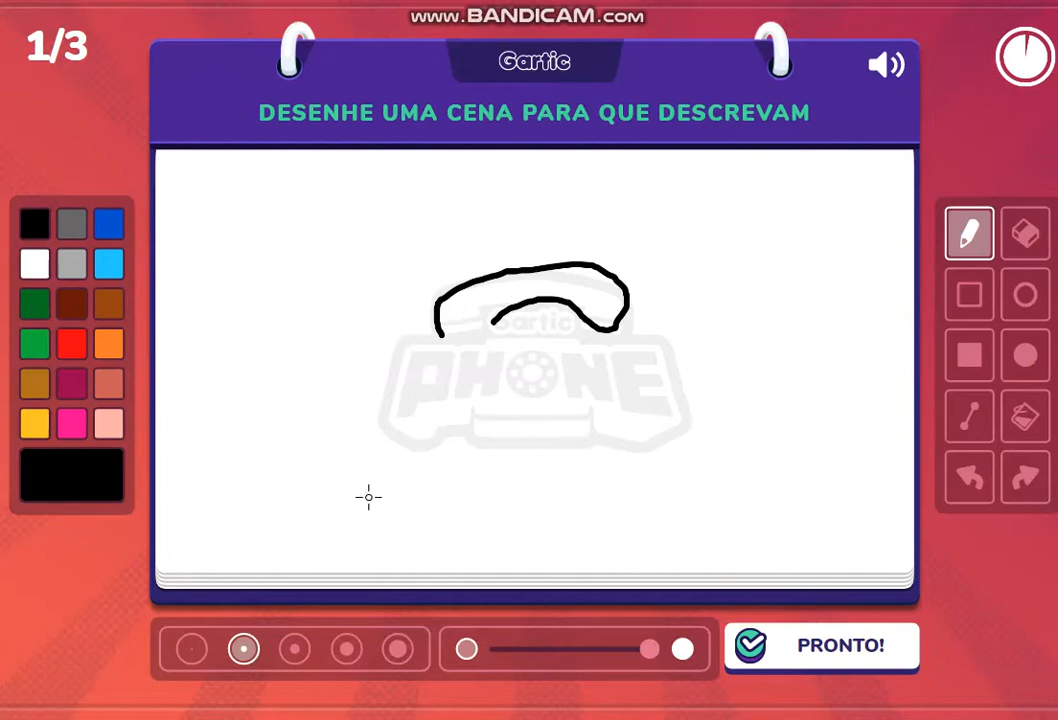 www.BANDICAM.com
1/3
Gartic
DESENHE UMA CENA PARA QUE DESCREVAM
Gartic
PHONE
PRONTO!